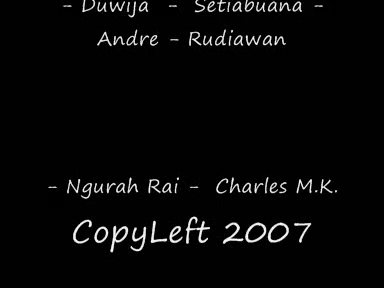 - Duwija - Setiabuana -
Andre - Rudiawan
- Ngurah Rai - Charles M.K.
CopyLeft 2007